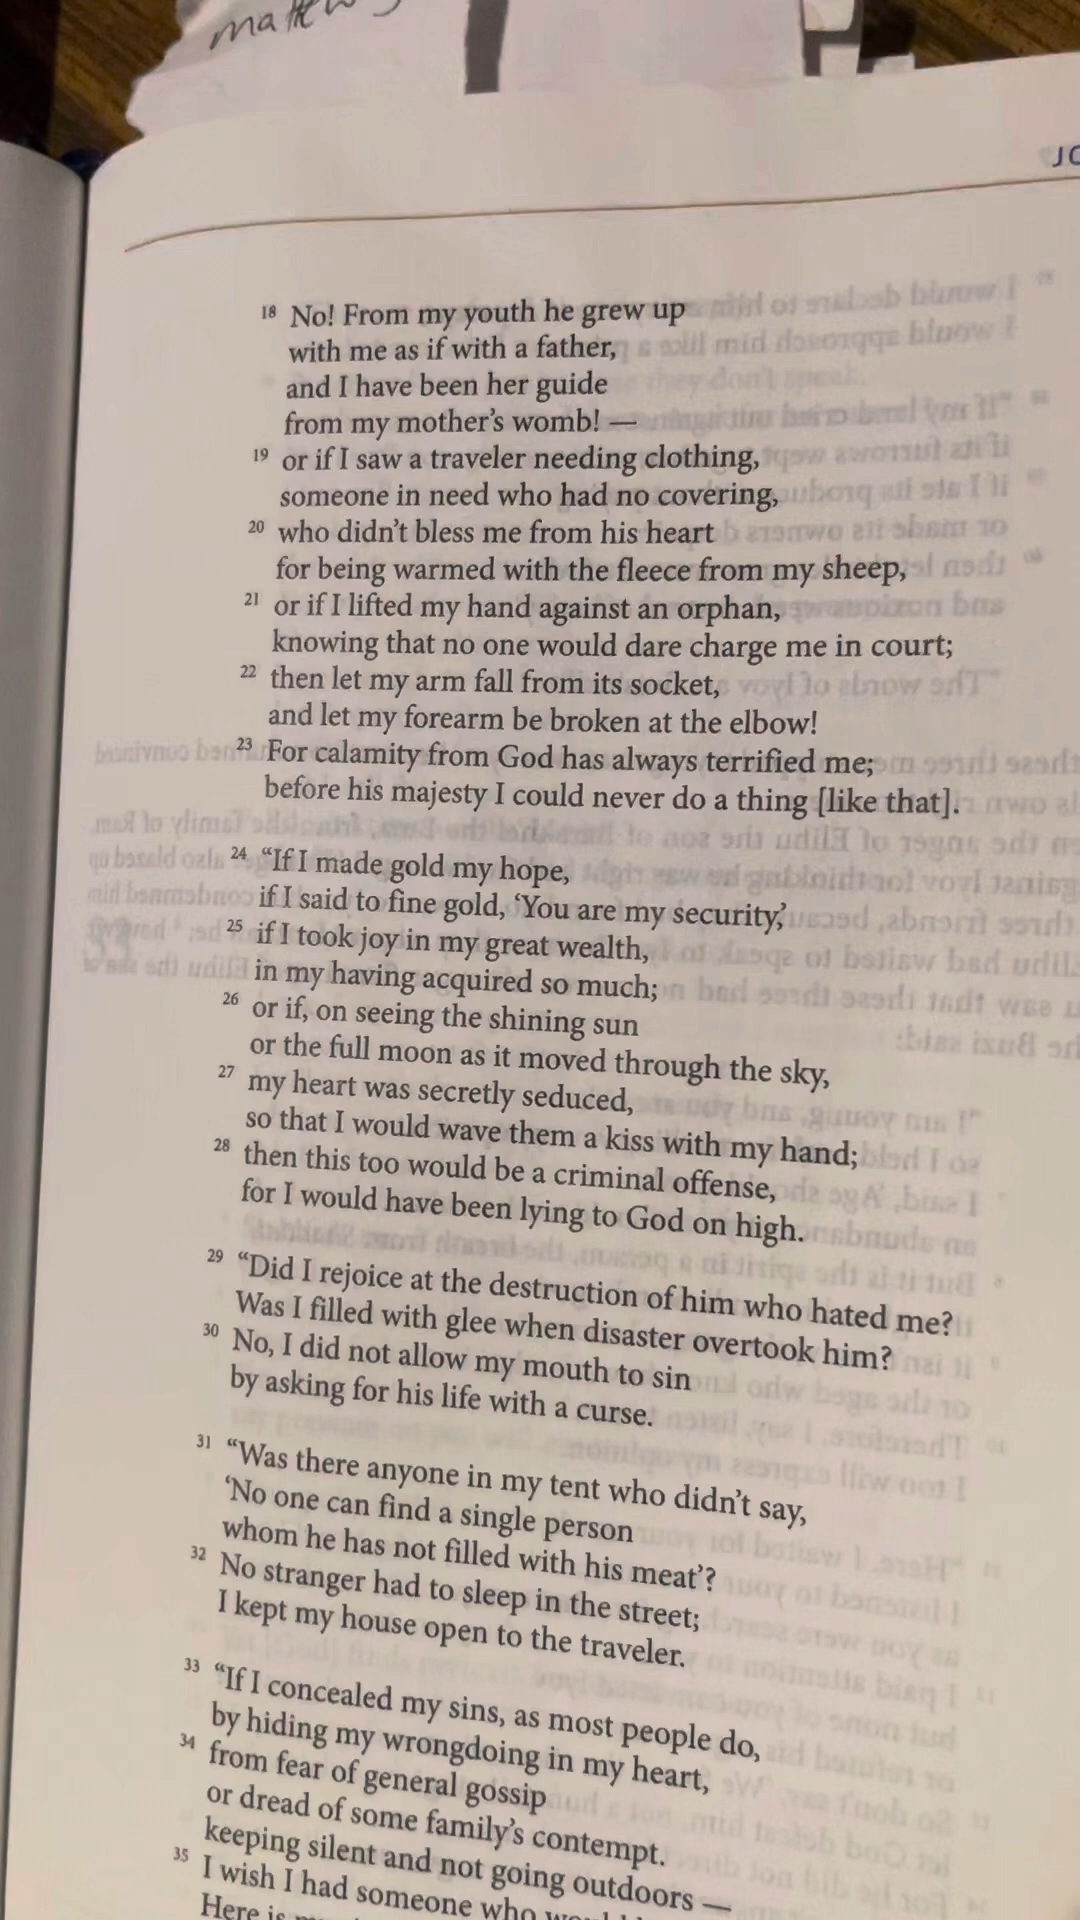 JO
18 No! From my youth he grew up
with me as if with a father,
and I have been her guide
from my mother's womb! —
19 or if I saw a traveler needing clothing,
someone in need who had no covering,
20 who didn't bless me from his heart
for being warmed with the fleece from my sheep,
21 or if I lifted my hand against an orphan,
knowing that no one would dare charge me in court;
22 then let my arm fall from its socket,
and let my forearm be broken at the elbow!
23 For calamity from God has always terrified me;
before his majesty I could never do a thing [like that].
24 “If I made gold my hope,
if I said to fine gold, ‘You are my security,’
25 if I took joy in my great wealth,
in my having acquired so much;
26 or if, on seeing the shining sun
or the full moon as it moved through the sky,
27 my heart was secretly seduced,
so that I would wave them a kiss with my hand;
28 then this too would be a criminal offense,
for I would have been lying to God on high.
29 “Did I rejoice at the destruction of him who hated me?
Was I filled with glee when disaster overtook him?
30 No, I did not allow my mouth to sin
by asking for his life with a curse.
31 “Was there anyone in my tent who didn't say,
‘No one can find a single person
whom he has not filled with his meat’?
32 No stranger had to sleep in the street;
I kept my house open to the traveler.
33 “If I concealed my sins, as most people do,
by hiding my wrongdoing in my heart,
34 from fear of general gossip
or dread of some family's contempt.
keeping silent and not going outdoors —
35 I wish I had someone who
Here is